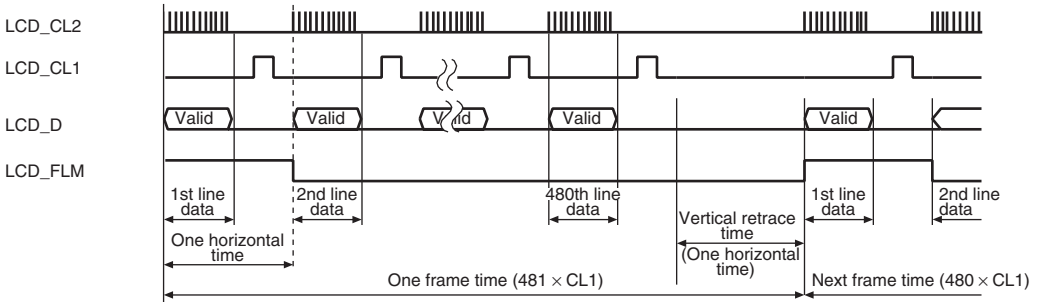 LCD_CL2
LCD_CL1
LCD_D
Valid
Valid
Valid
Valid
Valid
LCD_FLM
1st line
data
2nd line
data
480th line
data
1st line
data
2nd line
data
One horizontal
time
Vertical retrace
time
(One horizontal
time)
One frame time (481 × CL1)
Next frame time (480 × CL1)